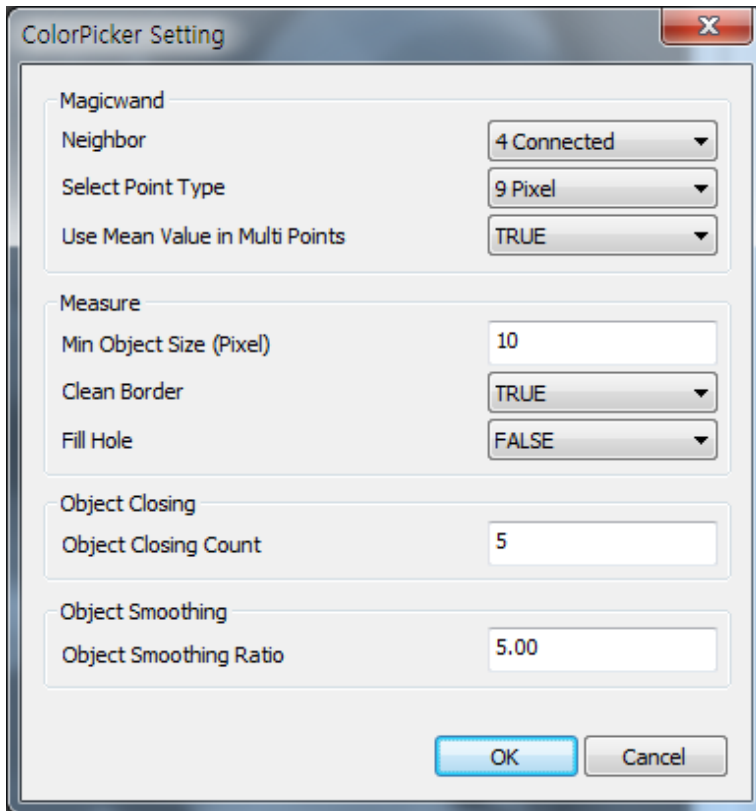 ColorPicker Setting
Magicwand
Neighbor 4 Connected
Select Point Type 9 Pixel
Use Mean Value in Multi Points TRUE
Measure
Min Object Size (Pixel) 10
Clean Border TRUE
Fill Hole FALSE
Object Closing
Object Closing Count 5
Object Smoothing
Object Smoothing Ratio 5.00
OK Cancel